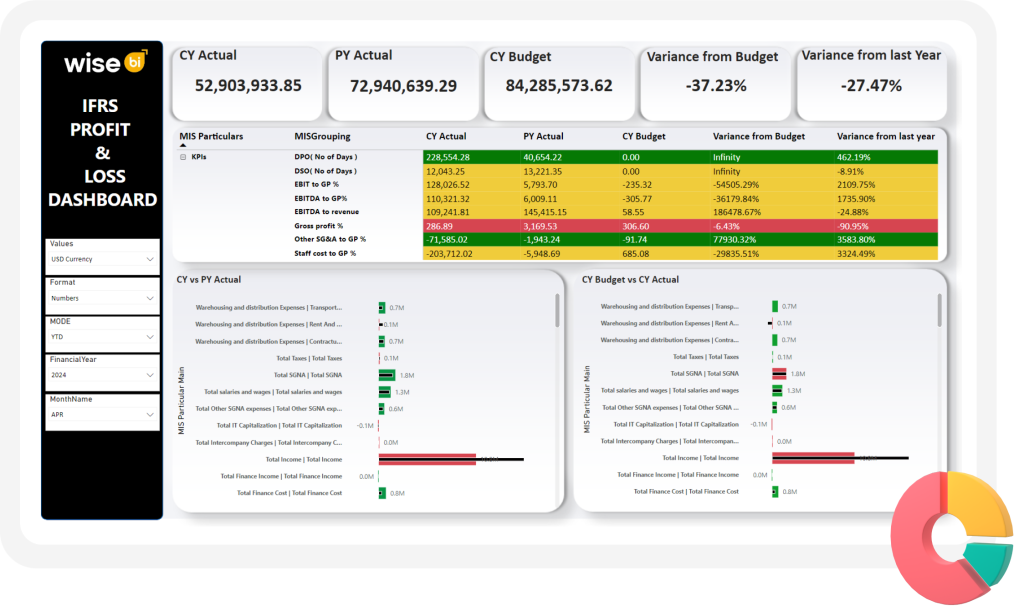 wise bi
IFRS
PROFIT
&
LOSS
DASHBOARD
Values
USD Currency
Format
Numbers
MODE
YTD
FinancialYear
2024
MonthName
APR
CY Actual
52,903,933.85
PY Actual
72,940,639.29
CY Budget
84,285,573.62
Variance from Budget
-37.23%
Variance from last Year
-27.47%
MIS Particulars MISGrouping CY Actual PY Actual CY Budget Variance from Budget Variance from last year
KPIs DPO( No of Days ) 228,554.28 40,654.22 0.00 Infinity 462.19%
DSO( No of Days ) 12,043.25 13,221.35 0.00 Infinity -8.91%
EBIT to GP % 128,026.52 5,793.70 -235.32 -54505.29% 2109.75%
EBITDA to GP% 110,321.32 6,009.11 -305.77 -36179.84% 1735.90%
EBITDA to revenue 109,241.81 145,415.15 58.55 186478.67% -24.88%
Gross profit % 286.89 3,169.53 306.60 -6.43% -90.95%
Other SG&A to GP % -71,585.02 -1,943.24 -91.74 77930.32% 3583.80%
Staff cost to GP % -203,712.02 -5,948.69 685.08 -29835.51% 3324.49%
CY vs PY Actual
MIS Particular Main
Warehousing and distribution Expenses | Transport... 0.7M
Warehousing and distribution Expenses | Rent And ... 0.1M
Warehousing and distribution Expenses | Contractu... 0.7M
Total Taxes | Total Taxes 0.1M
Total SGNA | Total SGNA 1.8M
Total salaries and wages | Total salaries and wages 1.3M
Total Other SGNA expenses | Total Other SGNA exp... 0.6M
Total IT Capitalization | Total IT Capitalization -0.1M
Total Intercompany Charges | Total Intercompany C... 0.0M
Total Income | Total Income
Total Finance Income | Total Finance Income 0.0M
Total Finance Cost | Total Finance Cost 0.8M
CY Budget vs CY Actual
MIS Particular Main
Warehousing and distribution Expenses | Transp... 0.7M
Warehousing and distribution Expenses | Rent A... 0.1M
Warehousing and distribution Expenses | Contra... 0.7M
Total Taxes | Total Taxes 0.1M
Total SGNA | Total SGNA 1.8M
Total salaries and wages | Total salaries and wages 1.3M
Total Other SGNA expenses | Total Other SGNA ... 0.6M
Total IT Capitalization | Total IT Capitalization -0.1M
Total Intercompany Charges | Total Intercompan... 0.0M
Total Income | Total Income
Total Finance Income | Total Finance Income 0.0M
Total Finance Cost | Total Finance Cost 0.8M